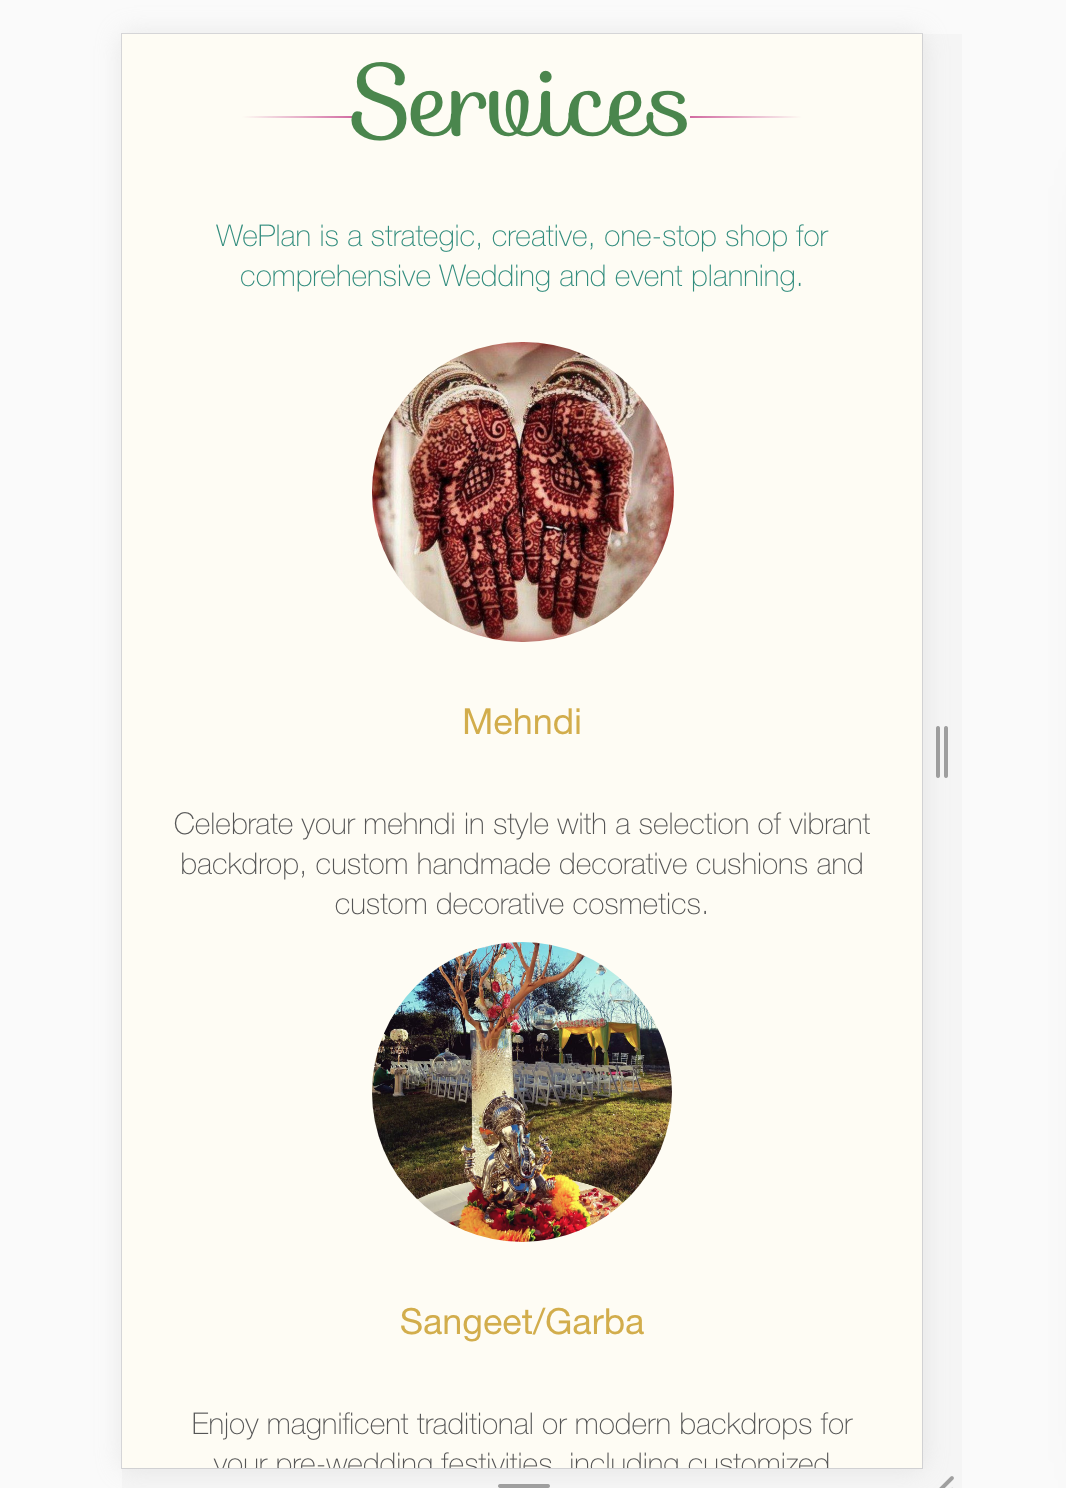 Services
WePlan is a strategic, creative, one-stop shop for
comprehensive Wedding and event planning.
Mehndi
Celebrate your mehndi in style with a selection of vibrant
backdrop, custom handmade decorative cushions and
custom decorative cosmetics.
Sangeet/Garba
Enjoy magnificent traditional or modern backdrops for
your pre-wedding festivities, including customized